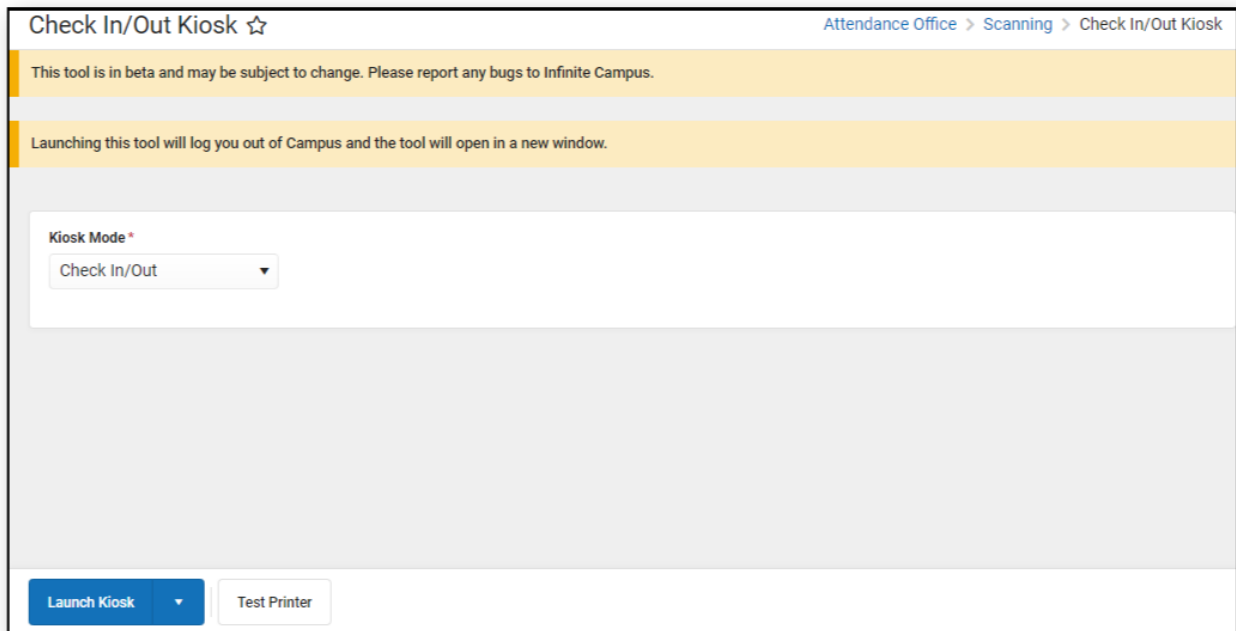 Check In/Out Kiosk ☆
Attendance Office > Scanning > Check In/Out Kiosk
This tool is in beta and may be subject to change. Please report any bugs to Infinite Campus.
Launching this tool will log you out of Campus and the tool will open in a new window.
Kiosk Mode *
Check In/Out
Launch Kiosk
Test Printer